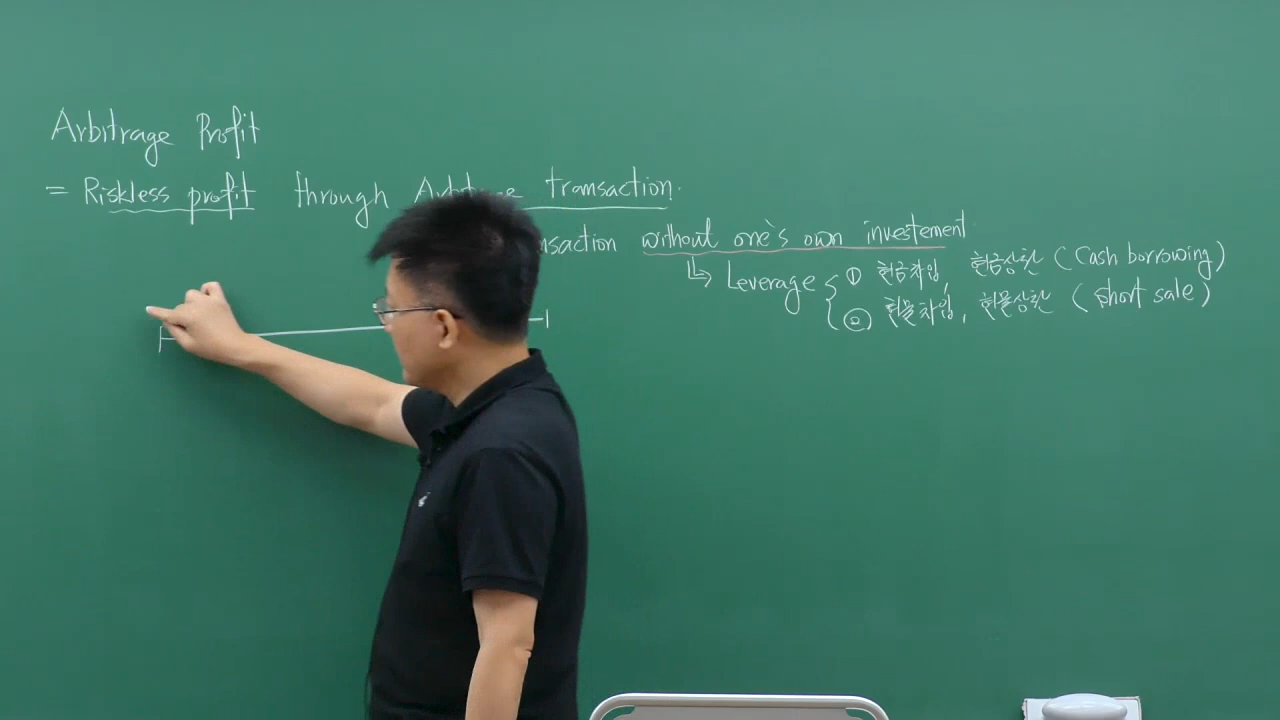 Arbitrage Profit
= Riskless profit through transaction.
without one's own investement
Leverage ① 현금차입, 현금상환 (Cash borrowing)
② 현물차입, 현물상환 (short sale)